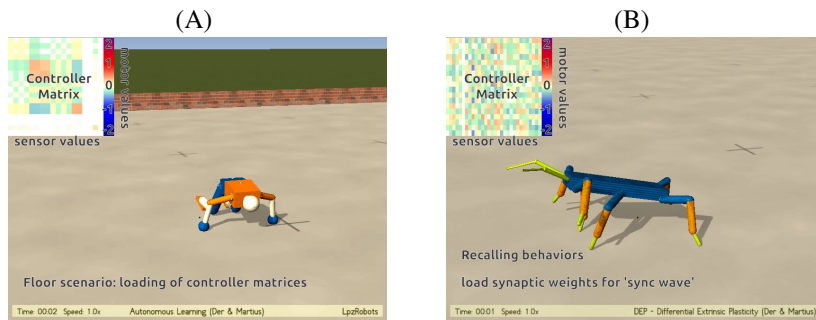 (A)
Controller
Matrix
2
1
0
-1
-2
motor values
sensor values
Floor scenario: loading of controller matrices
Time: 00:02 Speed: 1.0x Autonomous Learning (Der & Martius) LpzRobots
(B)
Controller
Matrix
2
1
0
-1
-2
motor values
sensor values
Recalling behaviors
load synaptic weights for 'sync wave'
Time: 00:01 Speed: 1.0x DEP - Differential Extrinsic Plasticity (Der & Martius)